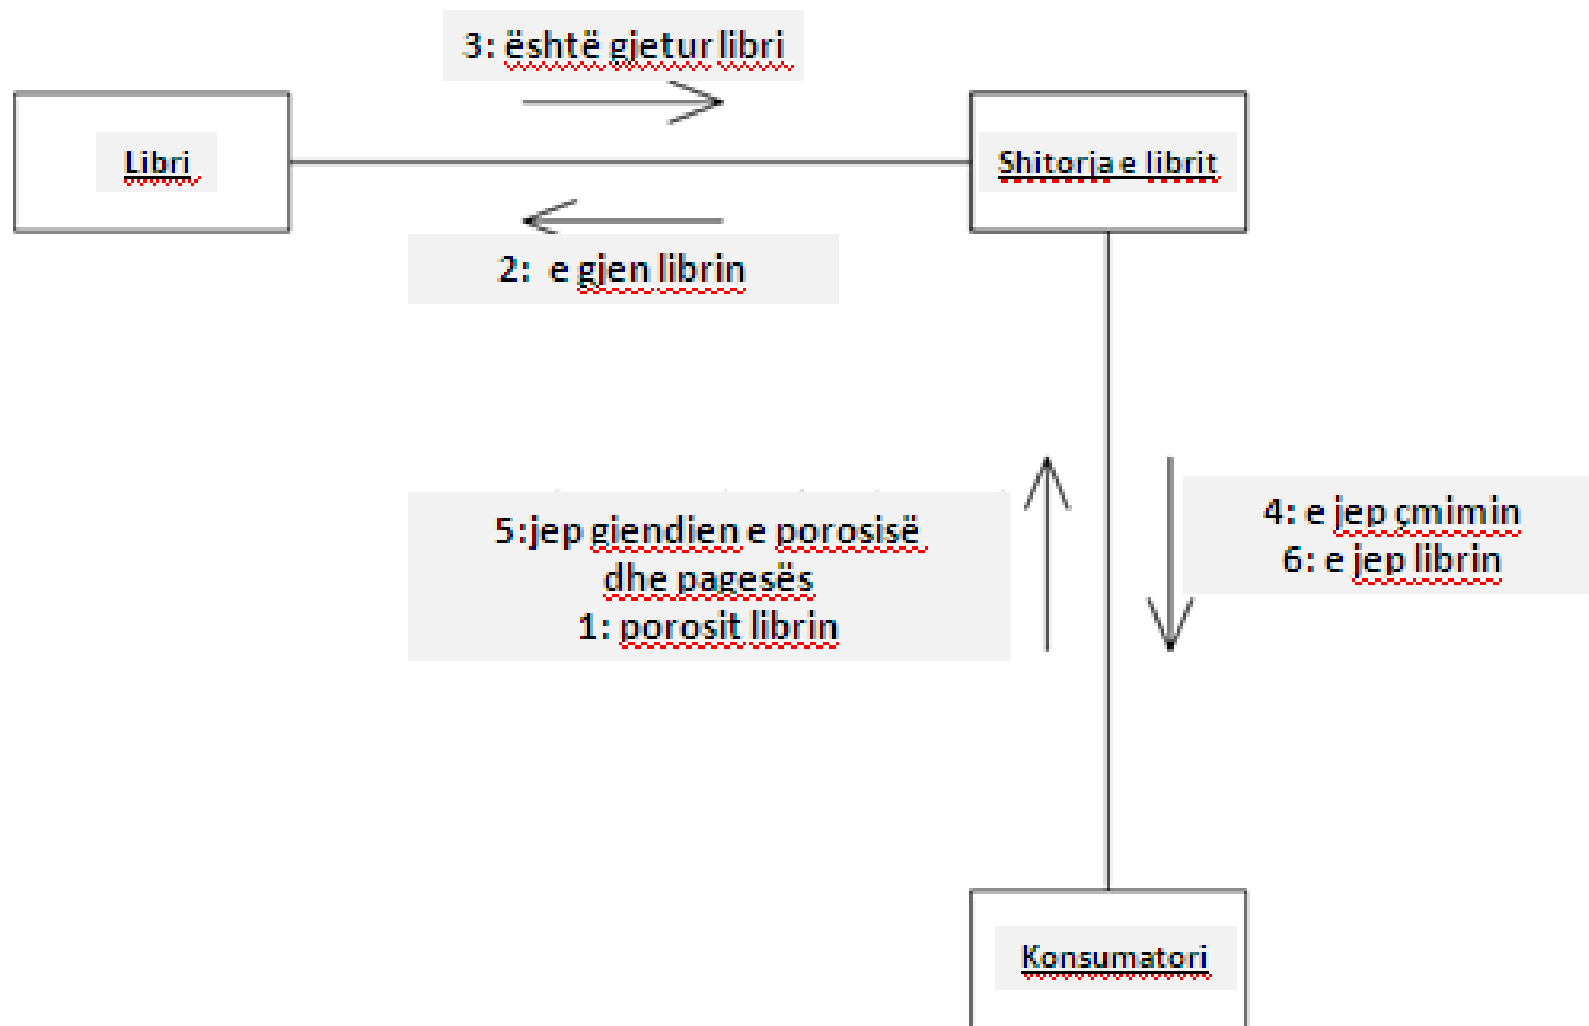 3: është gjetur libri
Libri
Shitorja e librit
2: e gjen librin
5:jep gjendjen e porosisë
dhe pagesës
1: porosit librin
4: e jep çmimin
6: e jep librin
Konsumatori